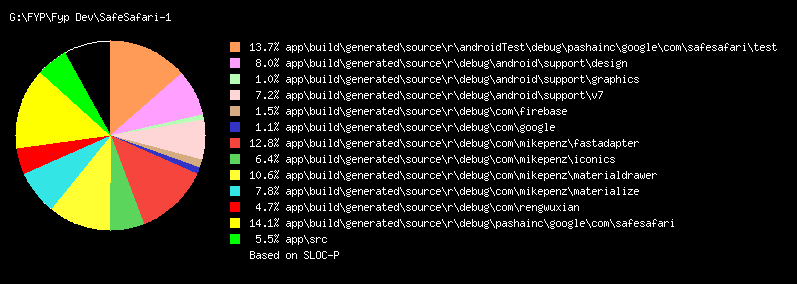 G:\FYP\Fyp Dev\SafeSafari-1
13.7% app\build\generated\source\r\androidTest\debug\pashainc\google\com\safesafari\test
8.0% app\build\generated\source\r\debug\android\support\design
1.0% app\build\generated\source\r\debug\android\support\graphics
7.2% app\build\generated\source\r\debug\android\support\v7
1.5% app\build\generated\source\r\debug\com\firebase
1.1% app\build\generated\source\r\debug\com\google
12.8% app\build\generated\source\r\debug\com\mikepenz\fastadapter
6.4% app\build\generated\source\r\debug\com\mikepenz\iconics
10.6% app\build\generated\source\r\debug\com\mikepenz\materialdrawer
7.8% app\build\generated\source\r\debug\com\mikepenz\materialize
4.7% app\build\generated\source\r\debug\com\rengwuxian
14.1% app\build\generated\source\r\debug\pashainc\google\com\safesafari
5.5% app\src
Based on SLOC-P